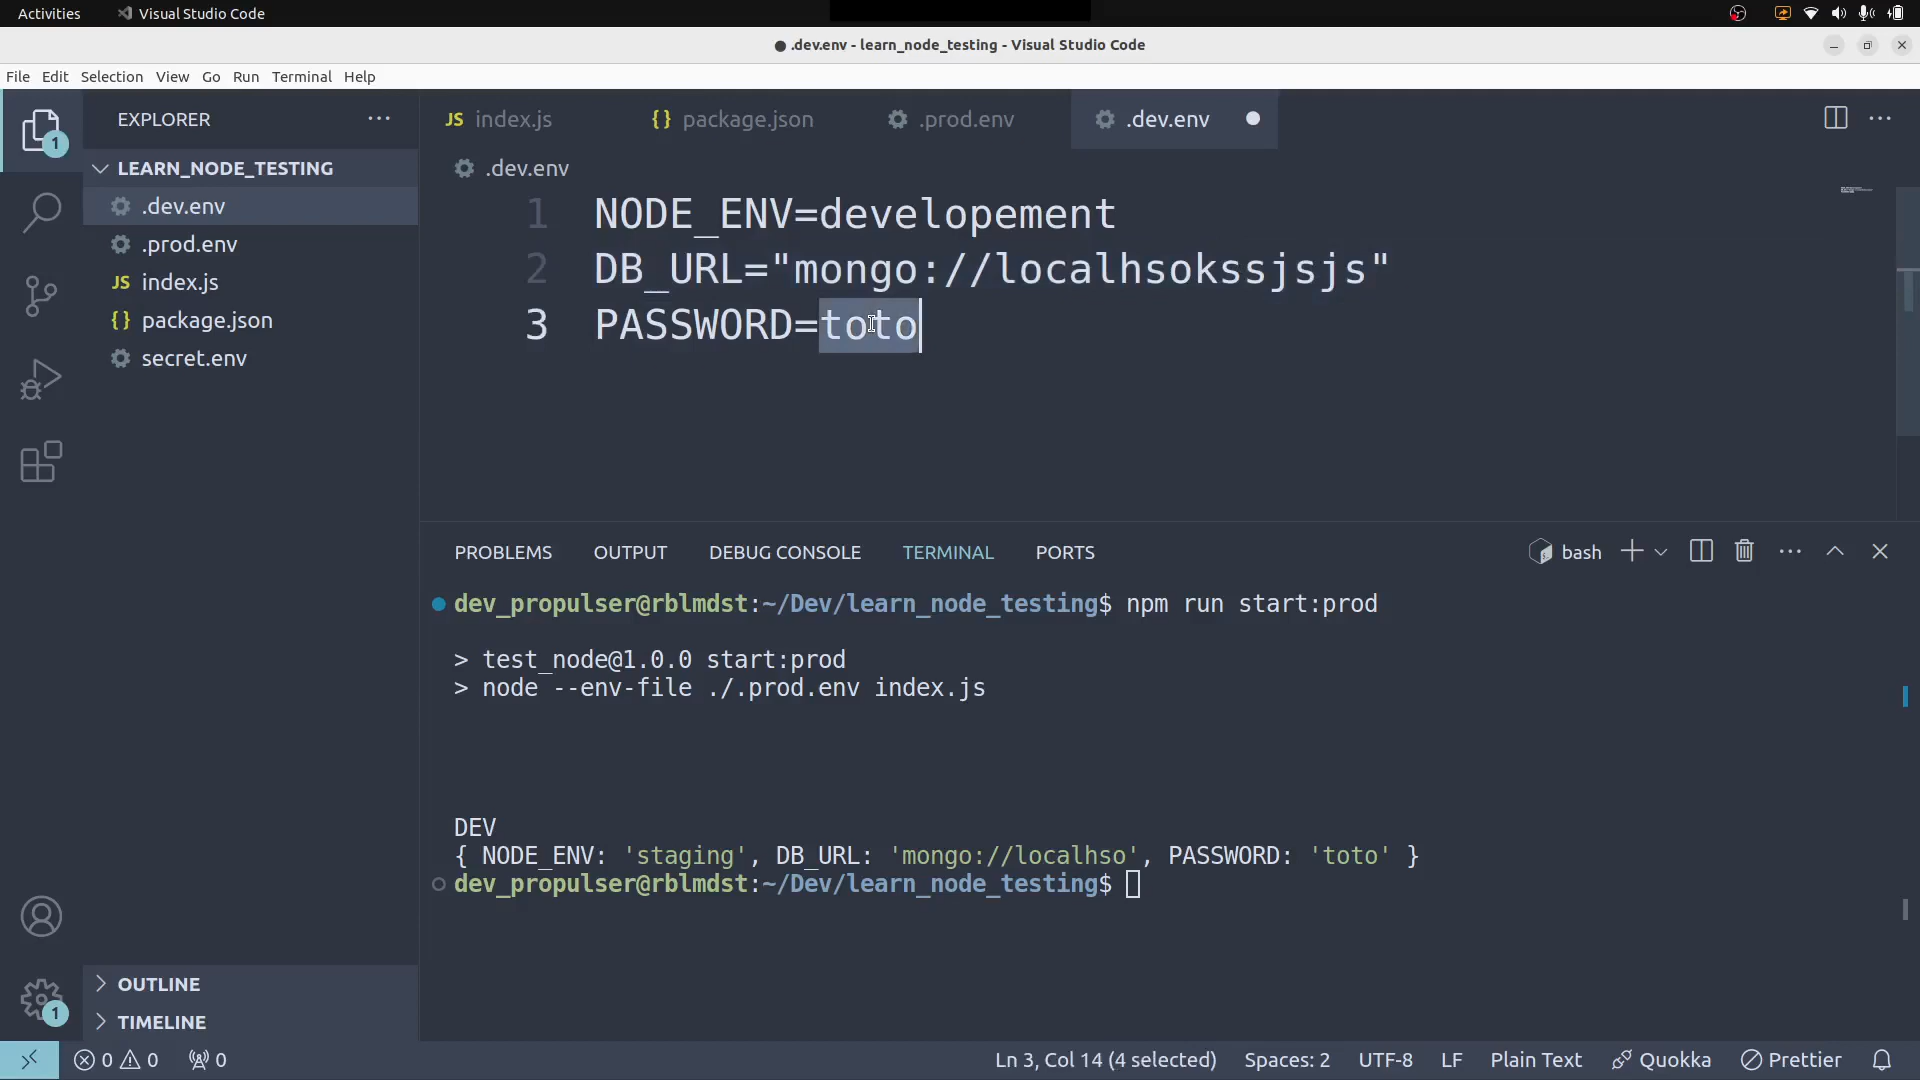 Activities Visual Studio Code
.dev.env - learn_node_testing - Visual Studio Code
File Edit Selection View Go Run Terminal Help
EXPLORER
LEARN_NODE_TESTING
.dev.env
.prod.env
JS index.js
{} package.json
secret.env
OUTLINE
TIMELINE
1
1
JS index.js {} package.json .prod.env .dev.env
.dev.env
1 NODE_ENV=developement
2 DB_URL="mongo://localhsokssjsjs"
3 PASSWORD=toto
PROBLEMS OUTPUT DEBUG CONSOLE TERMINAL PORTS bash
dev_propulser@rblmdst:~/Dev/learn_node_testing$ npm run start:prod
> test_node@1.0.0 start:prod
> node --env-file ./.prod.env index.js
DEV
{ NODE_ENV: 'staging', DB_URL: 'mongo://localhso', PASSWORD: 'toto' }
dev_propulser@rblmdst:~/Dev/learn_node_testing$
0 0 0 Ln 3, Col 14 (4 selected) Spaces: 2 UTF-8 LF Plain Text Quokka Prettier